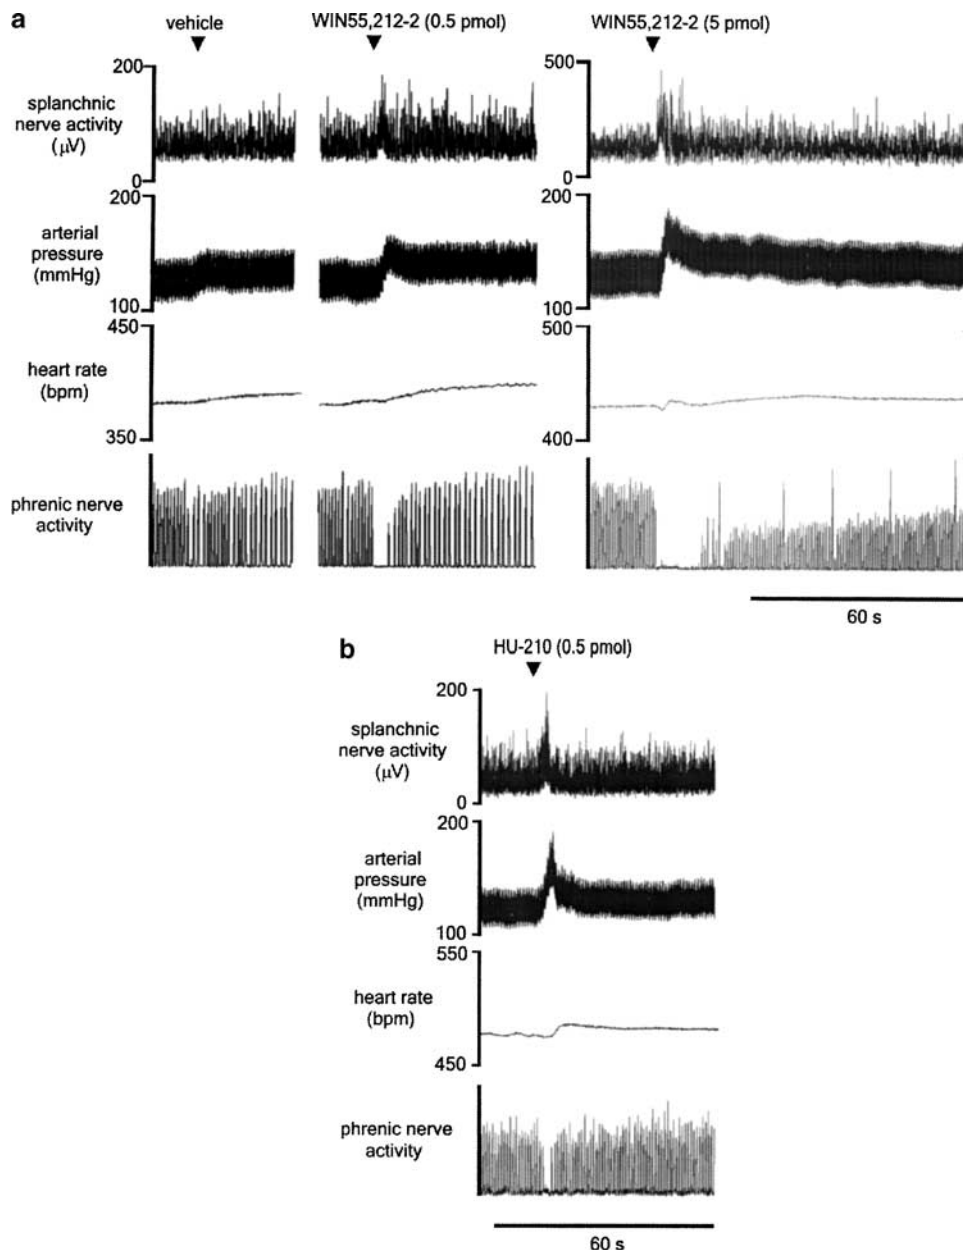 a
vehicle
WIN55,212-2 (0.5 pmol)
WIN55,212-2 (5 pmol)
splanchnic
nerve activity
(μV)
200
0
500
0
arterial
pressure
(mmHg)
200
100
200
100
heart rate
(bpm)
450
350
500
400
phrenic nerve
activity
60 s
b
HU-210 (0.5 pmol)
splanchnic
nerve activity
(μV)
200
0
arterial
pressure
(mmHg)
200
100
heart rate
(bpm)
550
450
phrenic nerve
activity
60 s